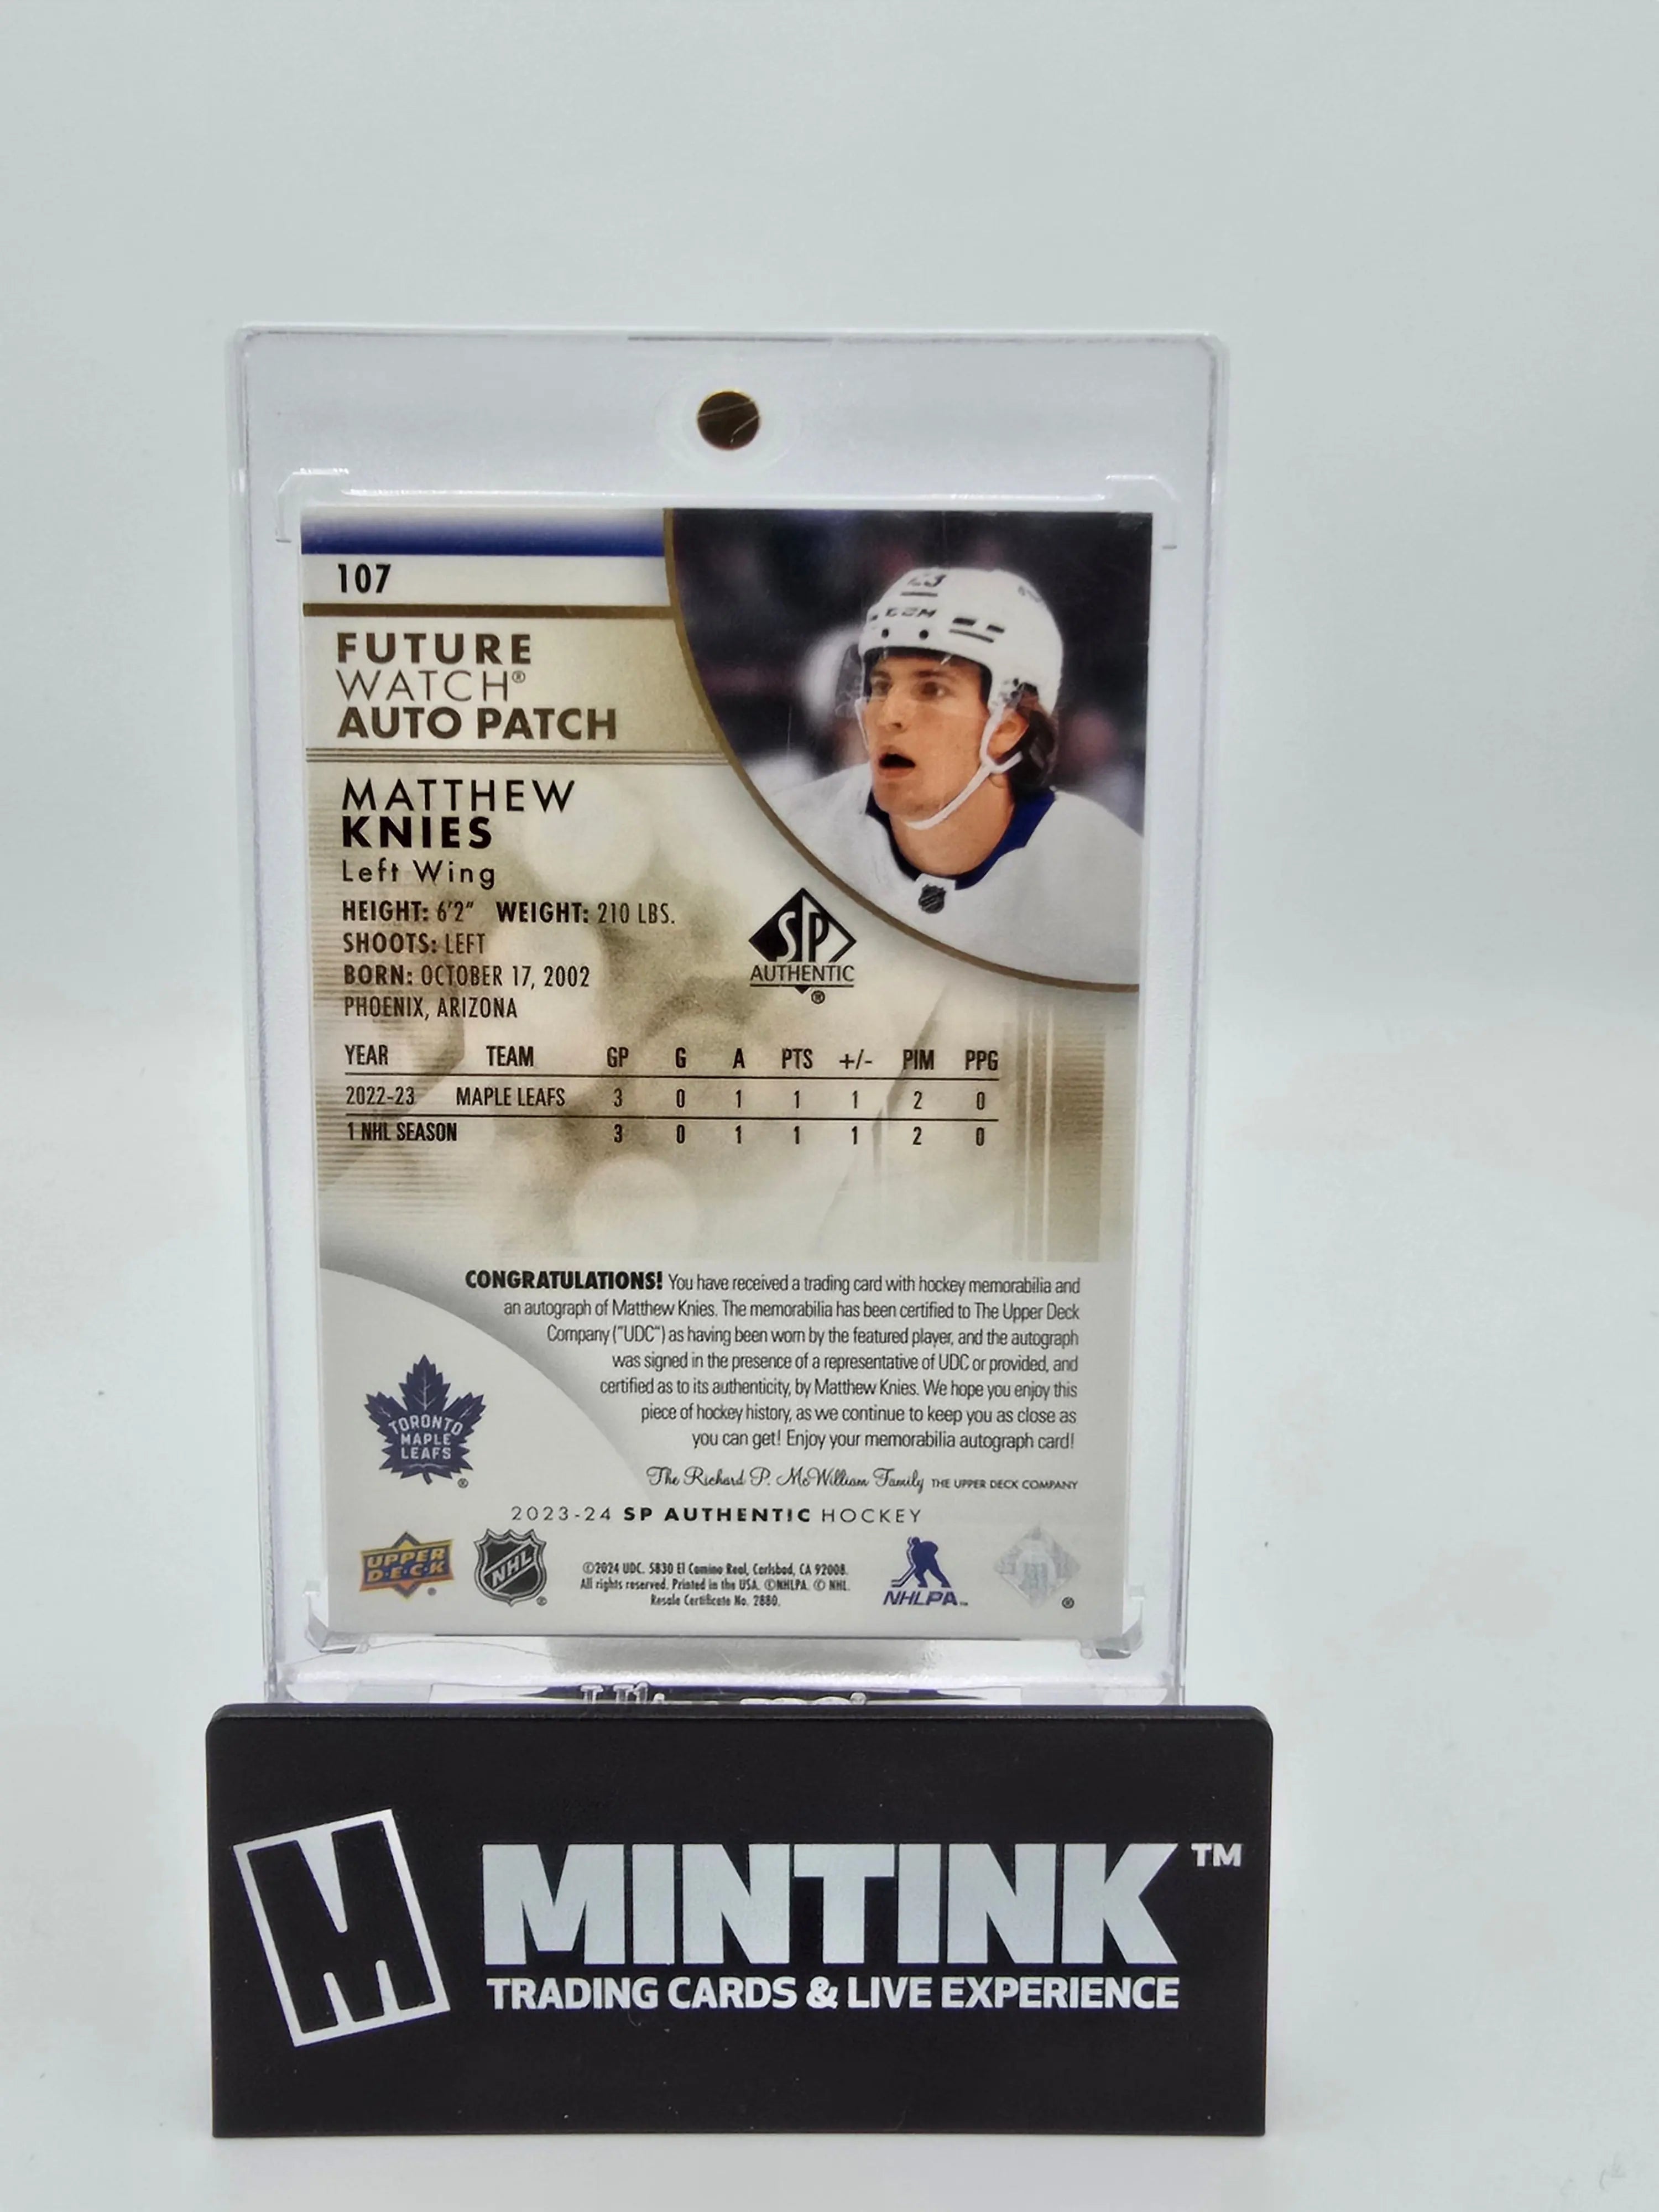 107
FUTURE
WATCH®
AUTO PATCH
MATTHEW
KNIES
Left Wing
HEIGHT: 6'2" WEIGHT: 210 LBS.
SHOOTS: LEFT
BORN: OCTOBER 17, 2002
PHOENIX, ARIZONA
23
CCM
SP
AUTHENTIC
®
YEAR TEAM GP G A PTS +/- PIM PPG
2022-23 MAPLE LEAFS 3 0 1 1 1 2 0
1 NHL SEASON 3 0 1 1 1 2 0
CONGRATULATIONS! You have received a trading card with hockey memorabilia and
an autograph of Matthew Knies. The memorabilia has been certified to The Upper Deck
Company ("UDC") as having been worn by the featured player, and the autograph
was signed in the presence of a representative of UDC or provided, and
certified as to its authenticity, by Matthew Knies. We hope you enjoy this
piece of hockey history, as we continue to keep you as close as
you can get! Enjoy your memorabilia autograph card!
TORONTO
MAPLE
LEAFS
®
The Richard P. McWilliam Family THE UPPER DECK COMPANY
2023-24 SP AUTHENTIC HOCKEY
UPPER
D·E·C·K
®
NHL
®
©2024 UDC. 5830 El Camino Real, Carlsbad, CA 92008.
All rights reserved. Printed in the USA. ©NHLPA. © NHL.
Resale Certificate No. 2880.
NHLPA™
®
M MINTINK™
TRADING CARDS & LIVE EXPERIENCE